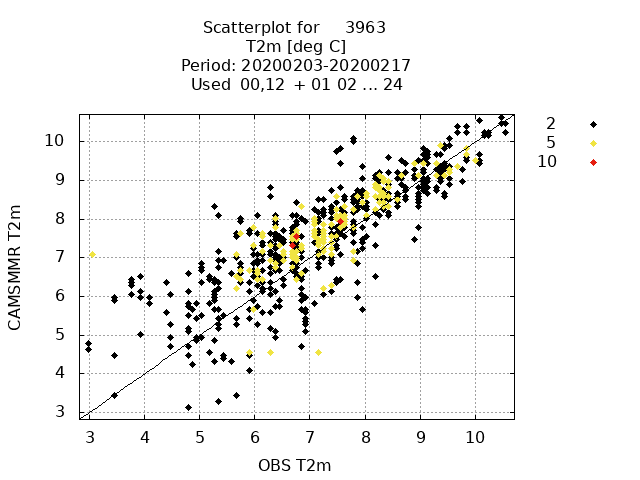 Scatterplot for 3963
T2m [deg C]
Period: 20200203-20200217
Used 00,12 + 01 02 ... 24
2
5
10
10
9
8
7
6
5
4
3
CAMSMMR T2m
3 4 5 6 7 8 9 10
OBS T2m